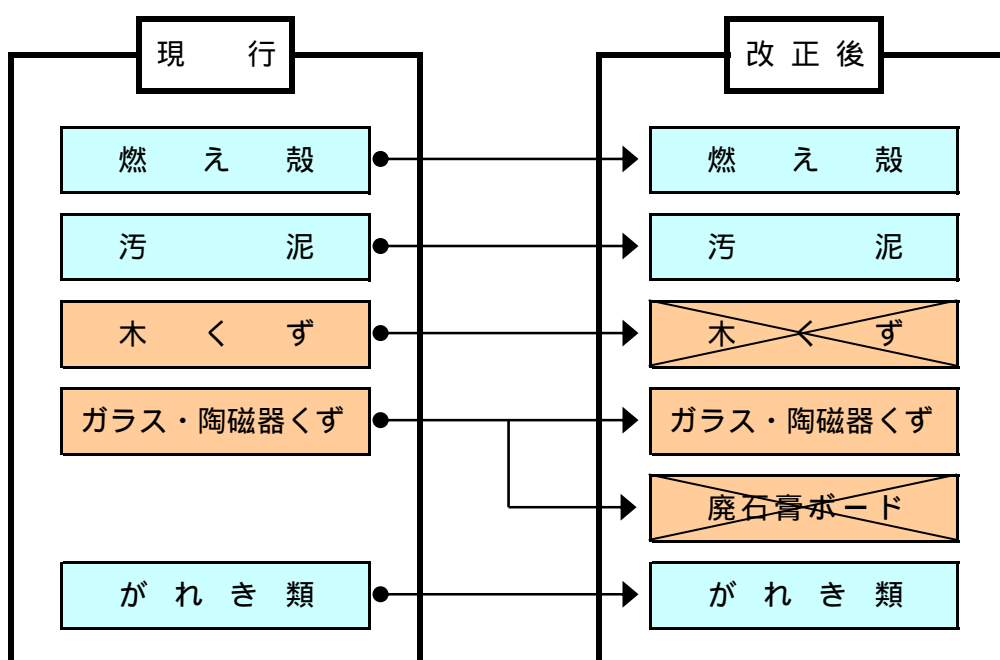 現行
燃え殻
汚泥
木くず
ガラス・陶磁器くず
がれき類
改正後
燃え殻
汚泥
木くず
ガラス・陶磁器くず
廃石膏ボード
がれき類